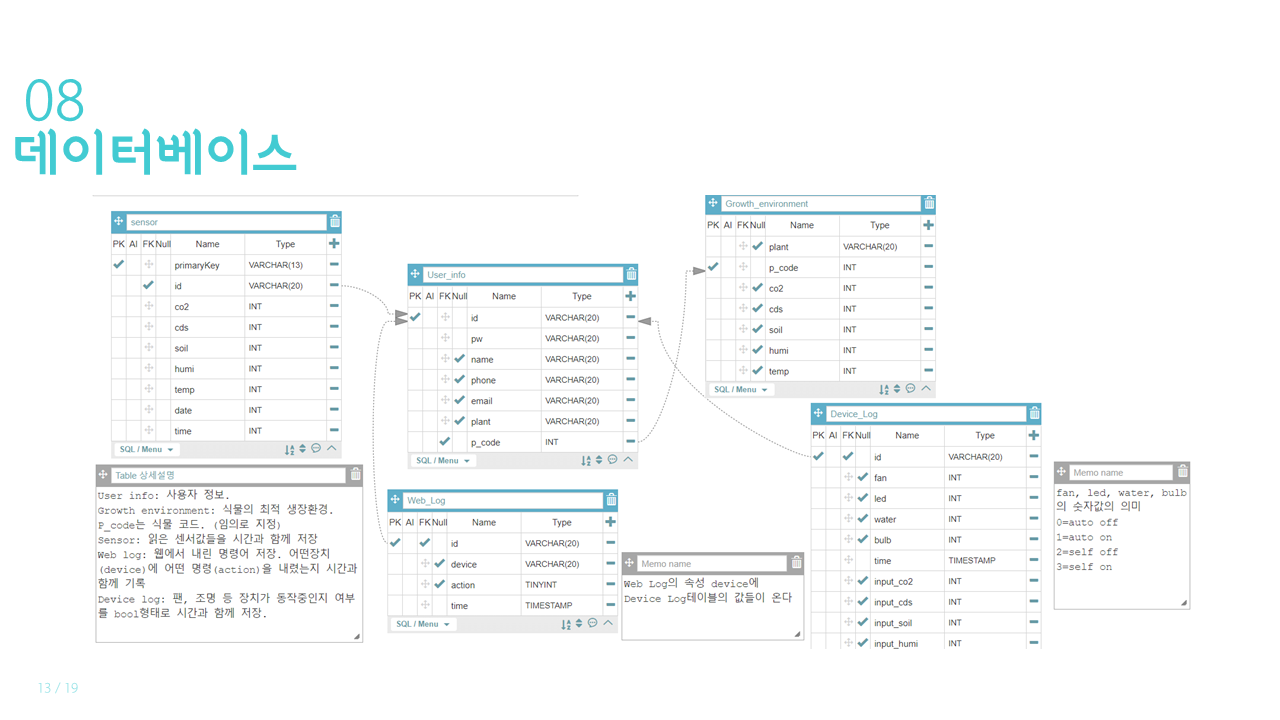 08
데이터베이스
sensor
PK AI FK Null Name Type
primaryKey VARCHAR(13)
id VARCHAR(20)
co2 INT
cds INT
soil INT
humi INT
temp INT
date INT
time INT
SQL / Menu
Table 상세설명
User info: 사용자 정보.
Growth environment: 식물의 최적 생장환경.
P_code는 식물 코드. (임의로 지정)
Sensor: 읽은 센서값들을 시간과 함께 저장
Web log: 웹에서 내린 명령어 저장. 어떤장치
(device)에 어떤 명령(action)을 내렸는지 시간과
함께 기록
Device log: 팬, 조명 등 장치가 동작중인지 여부
를 bool형태로 시간과 함께 저장.
User_info
PK AI FK Null Name Type
id VARCHAR(20)
pw VARCHAR(20)
name VARCHAR(20)
phone VARCHAR(20)
email VARCHAR(20)
plant VARCHAR(20)
p_code INT
SQL / Menu
Web_Log
PK AI FK Null Name Type
id VARCHAR(20)
device VARCHAR(20)
action TINYINT
time TIMESTAMP
SQL / Menu
Memo name
Web Log의 속성 device에
Device Log테이블의 값들이 온다
Growth_environment
PK AI FK Null Name Type
plant VARCHAR(20)
p_code INT
co2 INT
cds INT
soil INT
humi INT
temp INT
SQL / Menu
Device_Log
PK AI FK Null Name Type
id VARCHAR(20)
fan INT
led INT
water INT
bulb INT
time TIMESTAMP
input_co2 INT
input_cds INT
input_soil INT
input_humi INT
Memo name
fan, led, water, bulb
의 숫자값의 의미
0=auto off
1=auto on
2=self off
3=self on
13 / 19